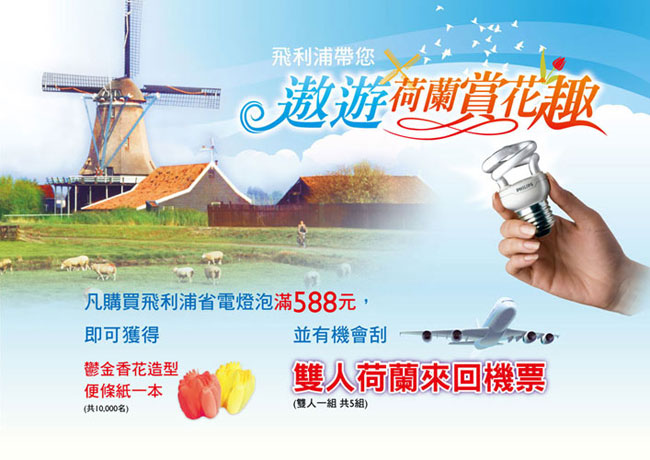 飛利浦帶您
遨遊荷蘭賞花趣
PHILIPS
凡購買飛利浦省電燈泡滿588元，
即可獲得
並有機會刮
鬱金香花造型
便條紙一本
(共10,000名)
雙人荷蘭來回機票
(雙人一組 共5組)